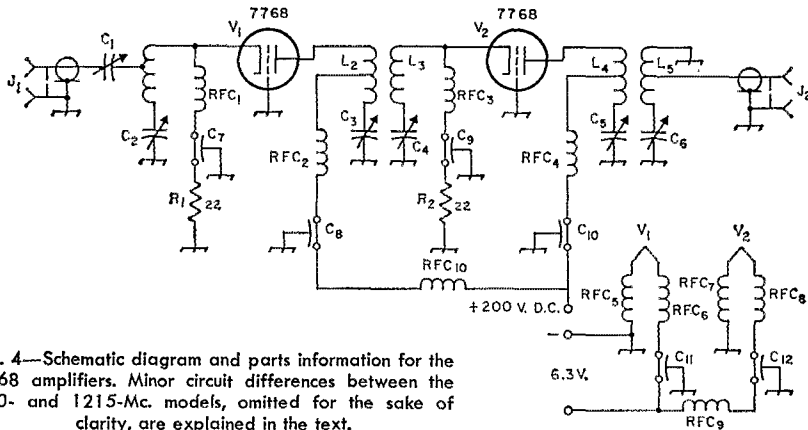 7768
7768
V1
V2
C1
J1
J2
L2
L3
L4
L5
RFC1
C2
C7
C3
C4
RFC3
C5
C6
RFC2
C9
RFC4
R1 22
R2 22
C8
C10
RFC10
V1
V2
+200 V. D.C.
RFC5
RFC6
RFC7
RFC8
–
6.3V.
C11
C12
RFC9
. 4—Schematic diagram and parts information for the
68 amplifiers. Minor circuit differences between the
0- and 1215-Mc. models, omitted for the sake of
clarity, are explained in the text.